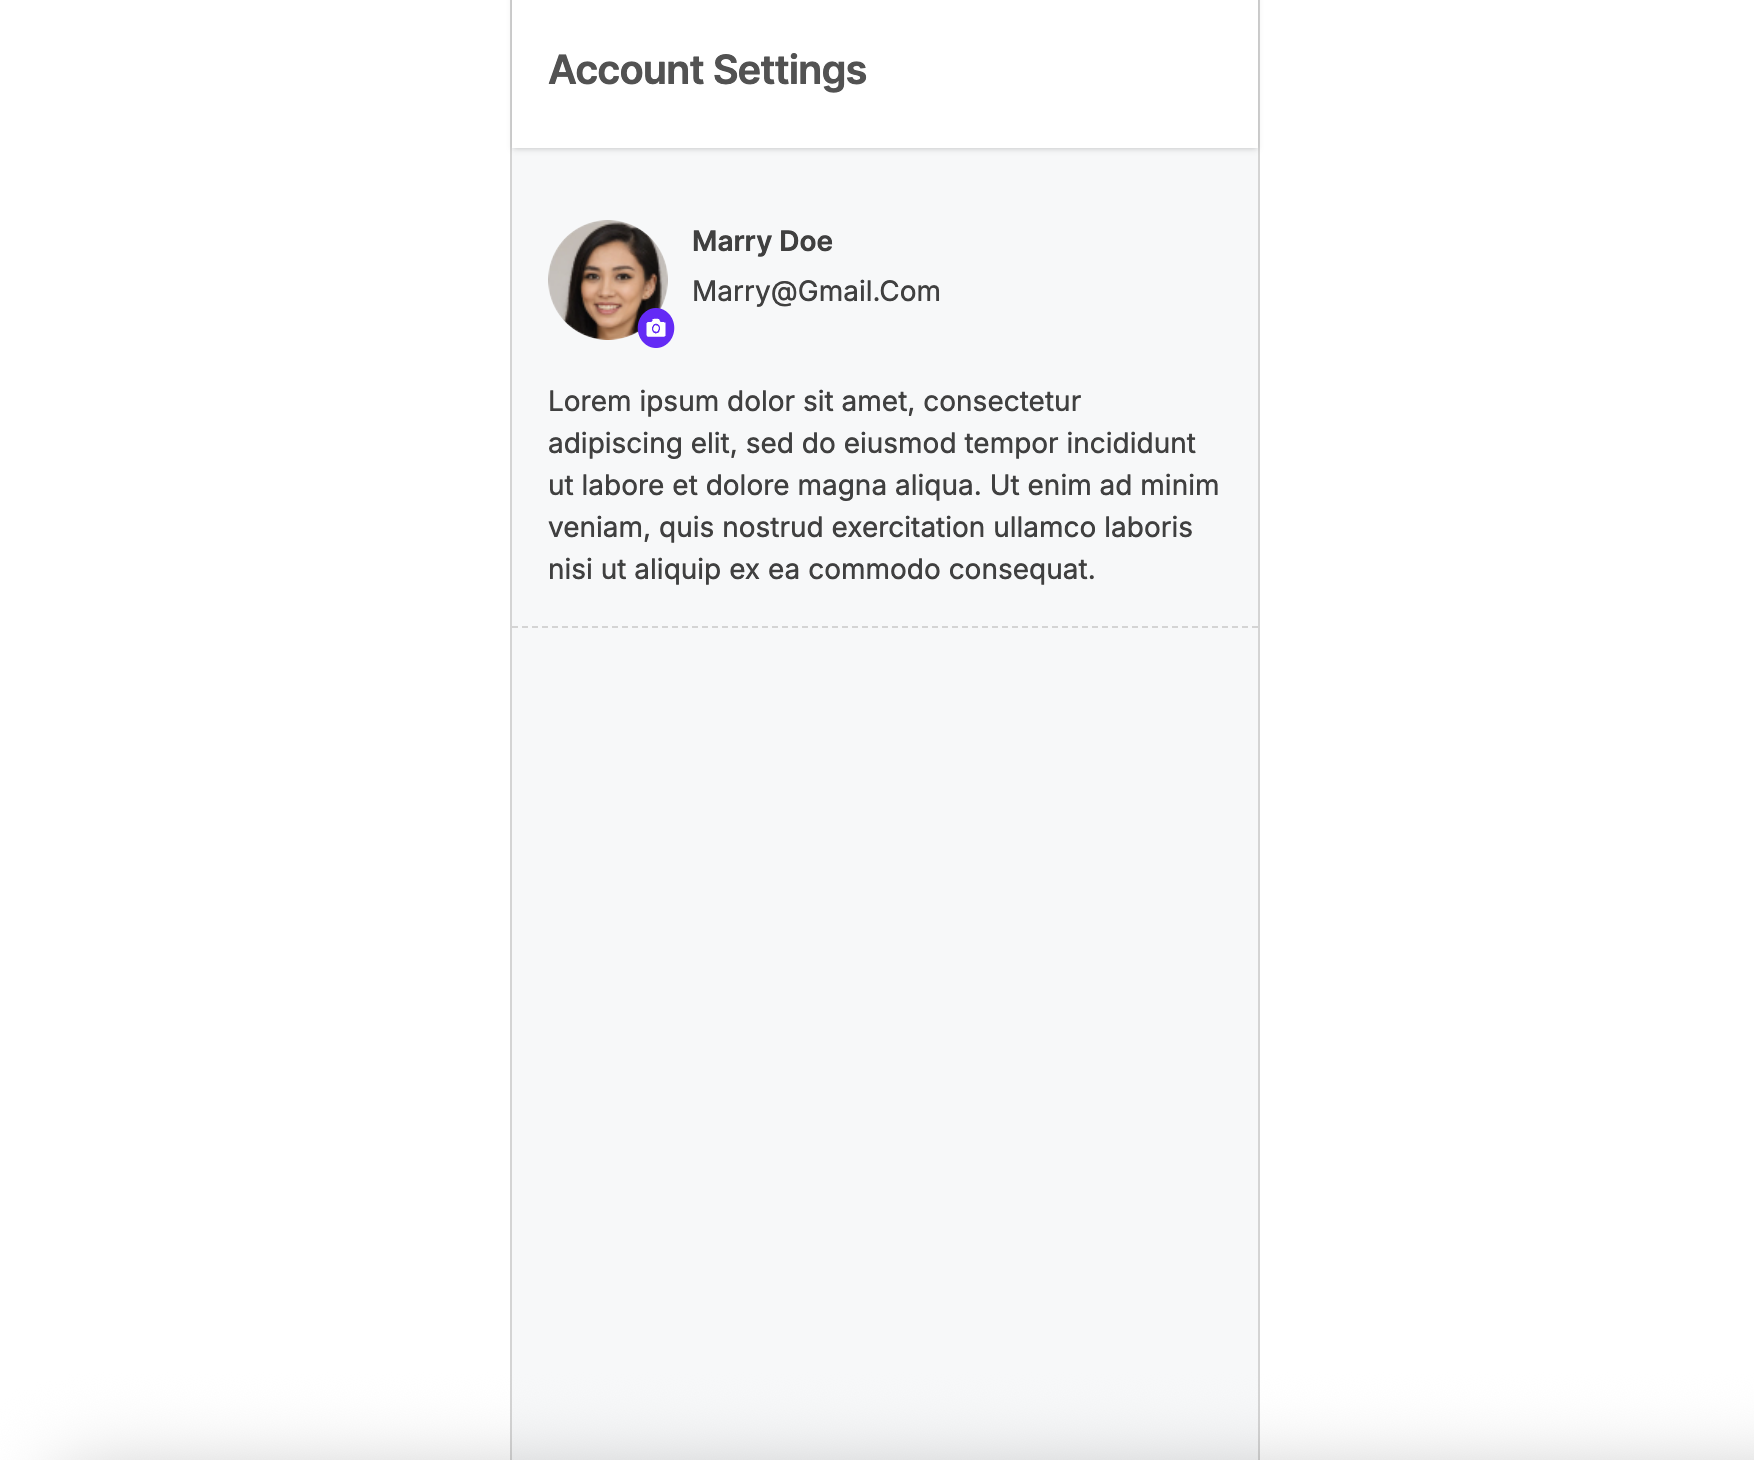 Account Settings
Marry Doe
Marry@Gmail.Com
Lorem ipsum dolor sit amet, consectetur
adipiscing elit, sed do eiusmod tempor incididunt
ut labore et dolore magna aliqua. Ut enim ad minim
veniam, quis nostrud exercitation ullamco laboris
nisi ut aliquip ex ea commodo consequat.